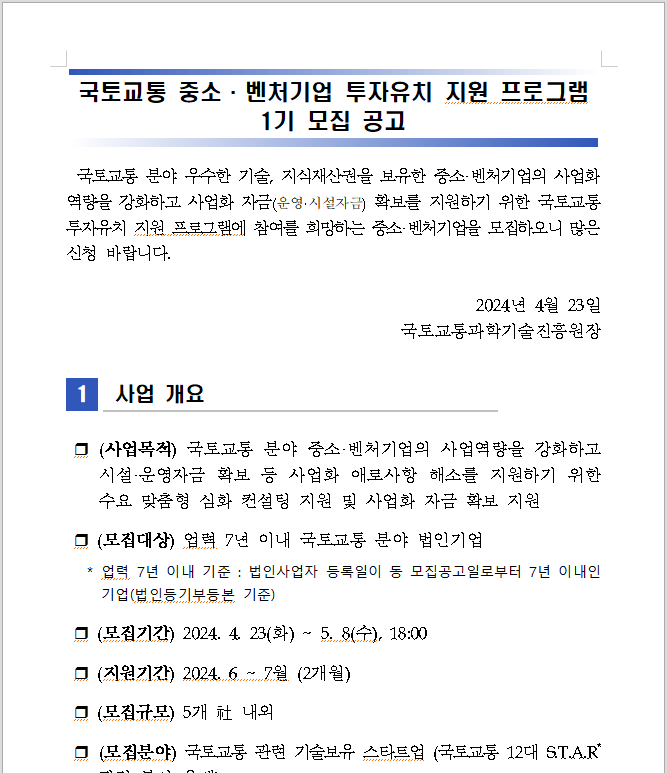 국토교통 중소·벤처기업 투자유치 지원 프로그램
1기 모집 공고
국토교통 분야 우수한 기술, 지식재산권을 보유한 중소·벤처기업의 사업화
역량을 강화하고 사업화 자금(운영·시설자금) 확보를 지원하기 위한 국토교통
투자유치 지원 프로그램에 참여를 희망하는 중소·벤처기업을 모집하오니 많은
신청 바랍니다.
2024년 4월 23일
국토교통과학기술진흥원장
1 사업 개요
❐ (사업목적) 국토교통 분야 중소·벤처기업의 사업역량을 강화하고
시설·운영자금 확보 등 사업화 애로사항 해소를 지원하기 위한
수요 맞춤형 심화 컨설팅 지원 및 사업화 자금 확보 지원
❐ (모집대상) 업력 7년 이내 국토교통 분야 법인기업
* 업력 7년 이내 기준 : 법인사업자 등록일이 동 모집공고일로부터 7년 이내인
기업(법인등기부등본 기준)
❐ (모집기간) 2024. 4. 23(화) ~ 5. 8(수), 18:00
❐ (지원기간) 2024. 6 ~ 7월 (2개월)
❐ (모집규모) 5개 社 내외
❐ (모집분야) 국토교통 관련 기술보유 스타트업 (국토교통 12대 S.T.A.R*